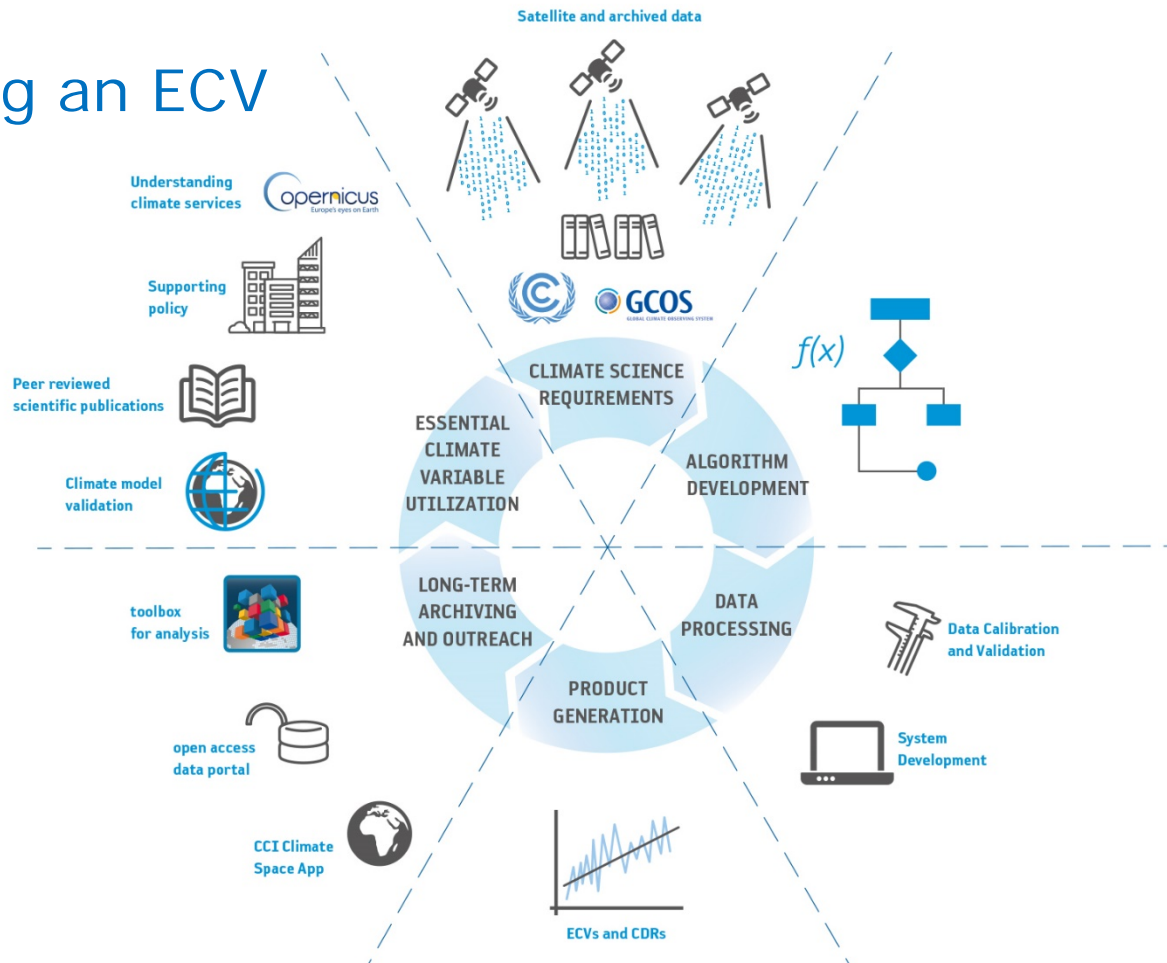 Satellite and archived data
g an ECV
Understanding
climate services
opernicus
Europe's eyes on Earth
Supporting
policy
GCOS
GLOBAL CLIMATE OBSERVING SYSTEM
f(x)
Peer reviewed
scientific publications
Climate model
validation
CLIMATE SCIENCE
REQUIREMENTS
ALGORITHM
DEVELOPMENT
DATA
PROCESSING
PRODUCT
GENERATION
LONG-TERM
ARCHIVING
AND OUTREACH
ESSENTIAL
CLIMATE
VARIABLE
UTILIZATION
toolbox
for analysis
Data Calibration
and Validation
open access
data portal
System
Development
CCI Climate
Space App
ECVs and CDRs